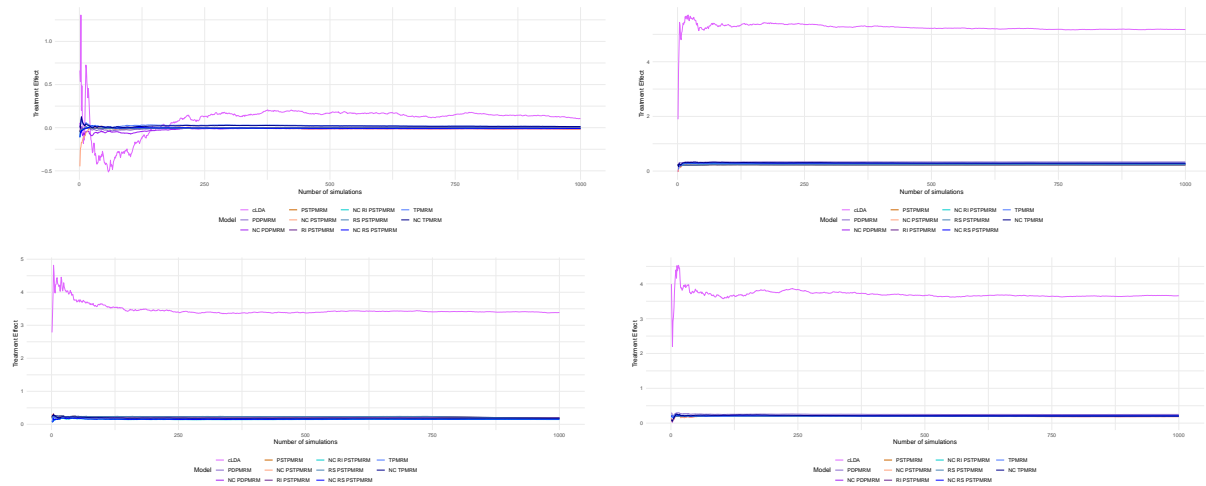 1.0
0.5
0.0
−0.5
Treatment Effect
0
250
500
750
1000
Number of simulations
Model
cLDA
PSTPMRM
NC RI PSTPMRM
TPMRM
PDPMRM
NC PSTPMRM
RS PSTPMRM
NC TPMRM
NC PDPMRM
RI PSTPMRM
NC RS PSTPMRM
4
2
0
Treatment Effect
0
250
500
750
1000
Number of simulations
Model
cLDA
PSTPMRM
NC RI PSTPMRM
TPMRM
PDPMRM
NC PSTPMRM
RS PSTPMRM
NC TPMRM
NC PDPMRM
RI PSTPMRM
NC RS PSTPMRM
5
4
3
2
1
0
Treatment Effect
0
250
500
750
1000
Number of simulations
Model
cLDA
PSTPMRM
NC RI PSTPMRM
TPMRM
PDPMRM
NC PSTPMRM
RS PSTPMRM
NC TPMRM
NC PDPMRM
RI PSTPMRM
NC RS PSTPMRM
4
3
2
1
0
Treatment Effect
0
250
500
750
1000
Number of simulations
Model
cLDA
PSTPMRM
NC RI PSTPMRM
TPMRM
PDPMRM
NC PSTPMRM
RS PSTPMRM
NC TPMRM
NC PDPMRM
RI PSTPMRM
NC RS PSTPMRM